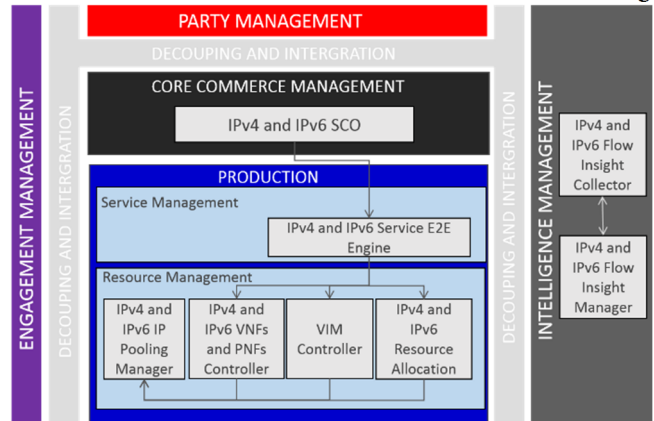 PARTY MANAGEMENT
DECOUPING AND INTERGRATION
CORE COMMERCE MANAGEMENT
IPv4 and IPv6 SCO
PRODUCTION
Service Management
IPv4 and IPv6 Service E2E
Engine
Resource Management
IPv4 and
IPv6 IP
Pooling
Manager
IPv4 and
IPv6 VNFs
and PNFs
Controller
VIM
Controller
IPv4 and
IPv6
Resource
Allocation
ENGAGEMENT MANAGEMENT
DECOUPING AND INTERGRATION
DECOUPING AND INTERGRATION
INTELLIGENCE MANAGEMENT
IPv4 and
IPv6 Flow
Insight
Collector
IPv4 and
IPv6 Flow
Insight
Manager